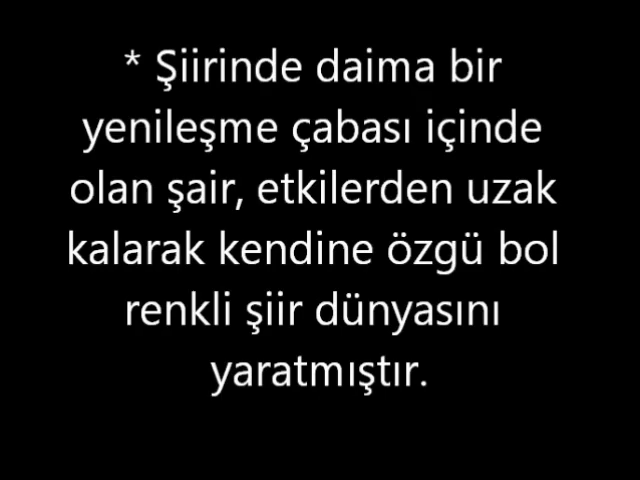 * Şiirinde daima bir
yenileşme çabası içinde
olan şair, etkilerden uzak
kalarak kendine özgü bol
renkli şiir dünyasını
yaratmıştır.